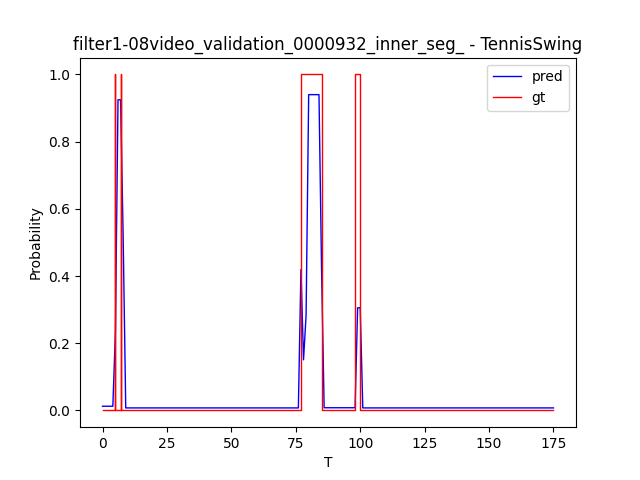 filter1-08video_validation_0000932_inner_seg_ - TennisSwing
pred
gt
1.0
0.8
0.6
0.4
0.2
0.0
Probability
0 25 50 75 100 125 150 175
T